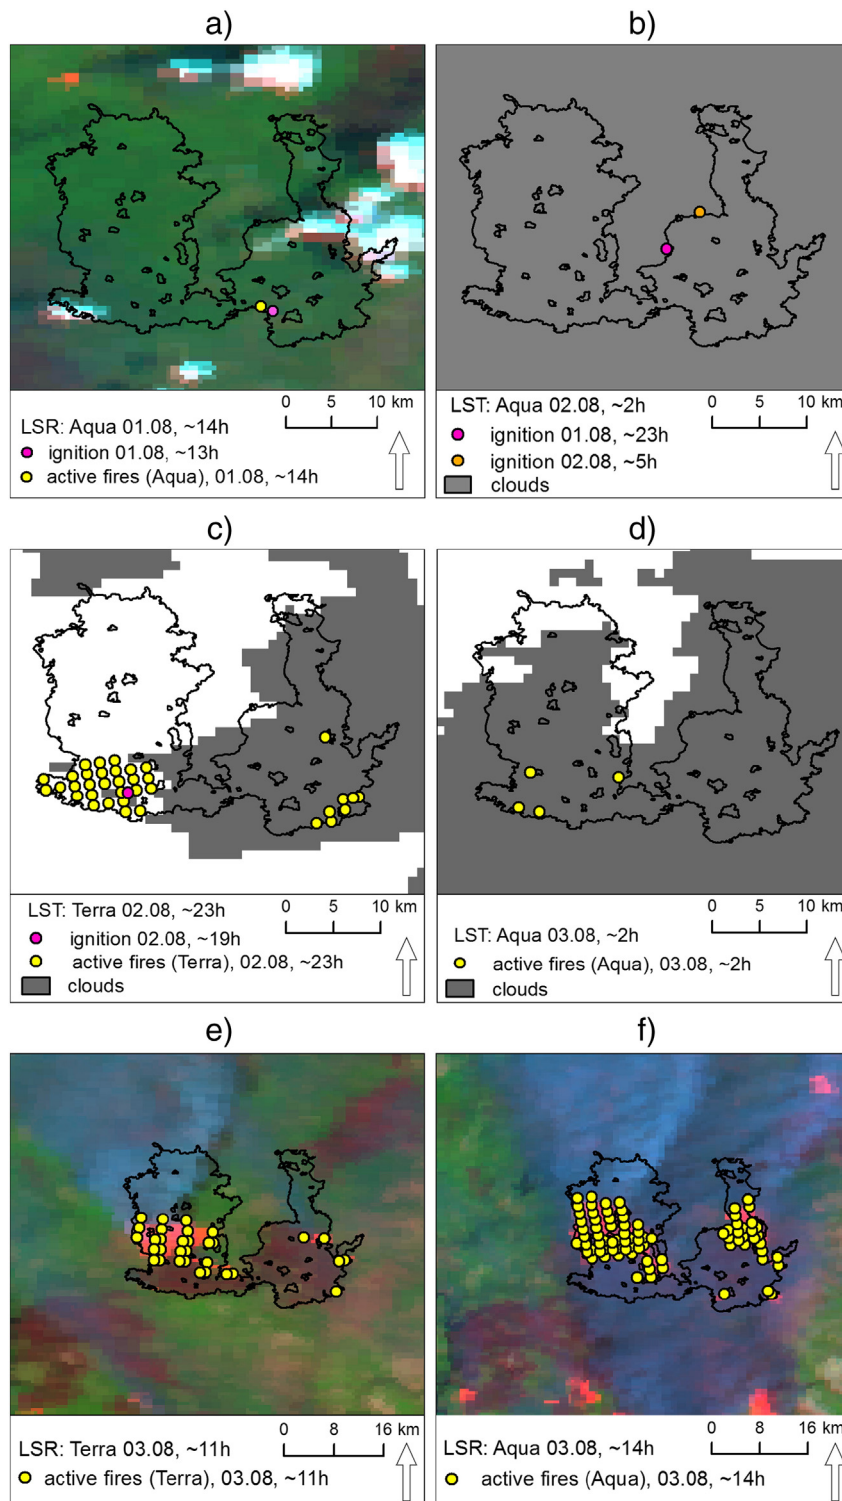 a)
b)
0 5 10 km
LSR: Aqua 01.08, ~14h
ignition 01.08, ~13h
active fires (Aqua), 01.08, ~14h
0 5 10 km
LST: Aqua 02.08, ~2h
ignition 01.08, ~23h
ignition 02.08, ~5h
clouds
c)
d)
0 5 10 km
LST: Terra 02.08, ~23h
ignition 02.08, ~19h
active fires (Terra), 02.08, ~23h
clouds
0 5 10 km
LST: Aqua 03.08, ~2h
active fires (Aqua), 03.08, ~2h
clouds
e)
f)
0 8 16 km
LSR: Terra 03.08, ~11h
active fires (Terra), 03.08, ~11h
0 8 16 km
LSR: Aqua 03.08, ~14h
active fires (Aqua), 03.08, ~14h